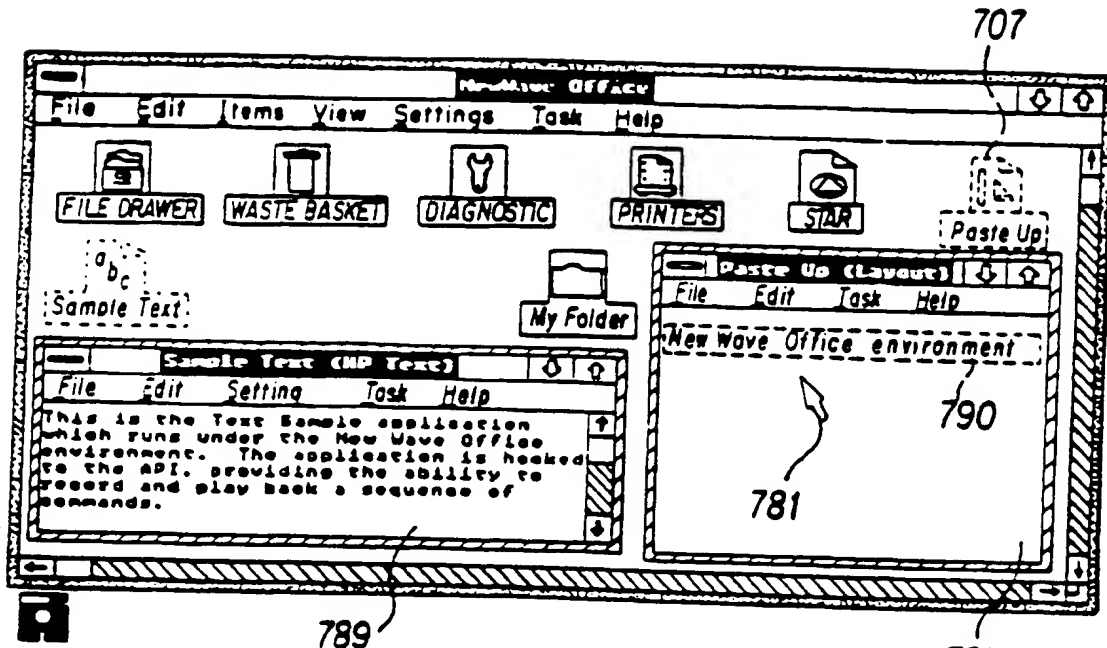 707
NewWave Office
File Edit Items View Settings Task Help
FILE DRAWER WASTE BASKET DIAGNOSTIC PRINTERS STAR Paste Up
abc
Sample Text
My Folder
Paste Up (Layout)
File Edit Task Help
New Wave Office environment
790
781
Sample Text (HP Text)
File Edit Setting Task Help
This is the Text Sample application
which runs under the New Wave Office
environment. The application is hooked
to the API, providing the ability to
record and play back a sequence of
commands.
789